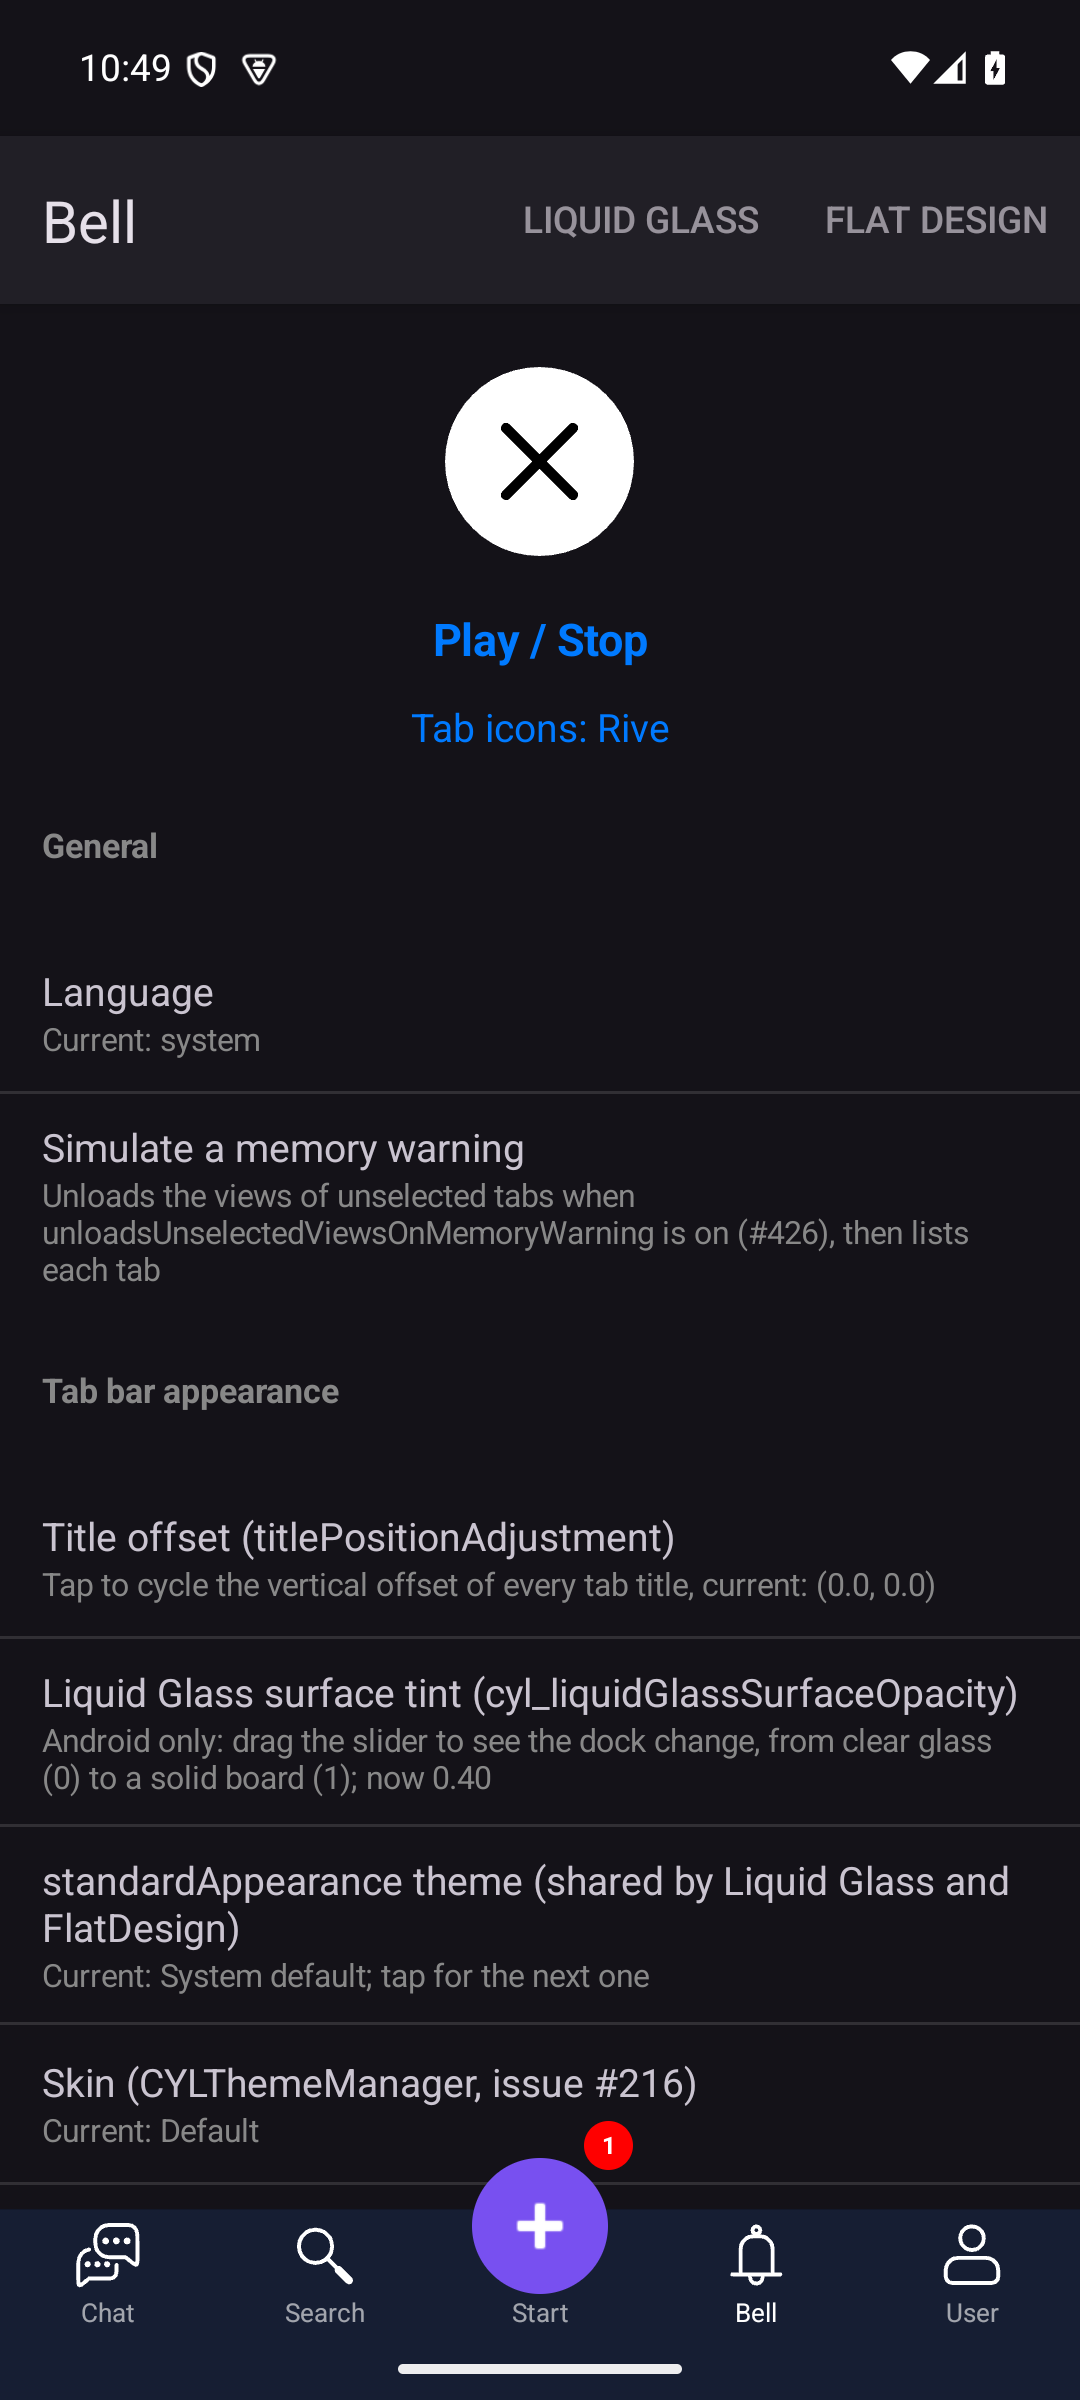 10:49
Bell
LIQUID GLASS
FLAT DESIGN
Play / Stop
Tab icons: Rive
General
Language
Current: system
Simulate a memory warning
Unloads the views of unselected tabs when
unloadsUnselectedViewsOnMemoryWarning is on (#426), then lists
each tab
Tab bar appearance
Title offset (titlePositionAdjustment)
Tap to cycle the vertical offset of every tab title, current: (0.0, 0.0)
Liquid Glass surface tint (cyl_liquidGlassSurfaceOpacity)
Android only: drag the slider to see the dock change, from clear glass
(0) to a solid board (1); now 0.40
standardAppearance theme (shared by Liquid Glass and
FlatDesign)
Current: System default; tap for the next one
Skin (CYLThemeManager, issue #216)
Current: Default
1
Chat
Search
Start
Bell
User